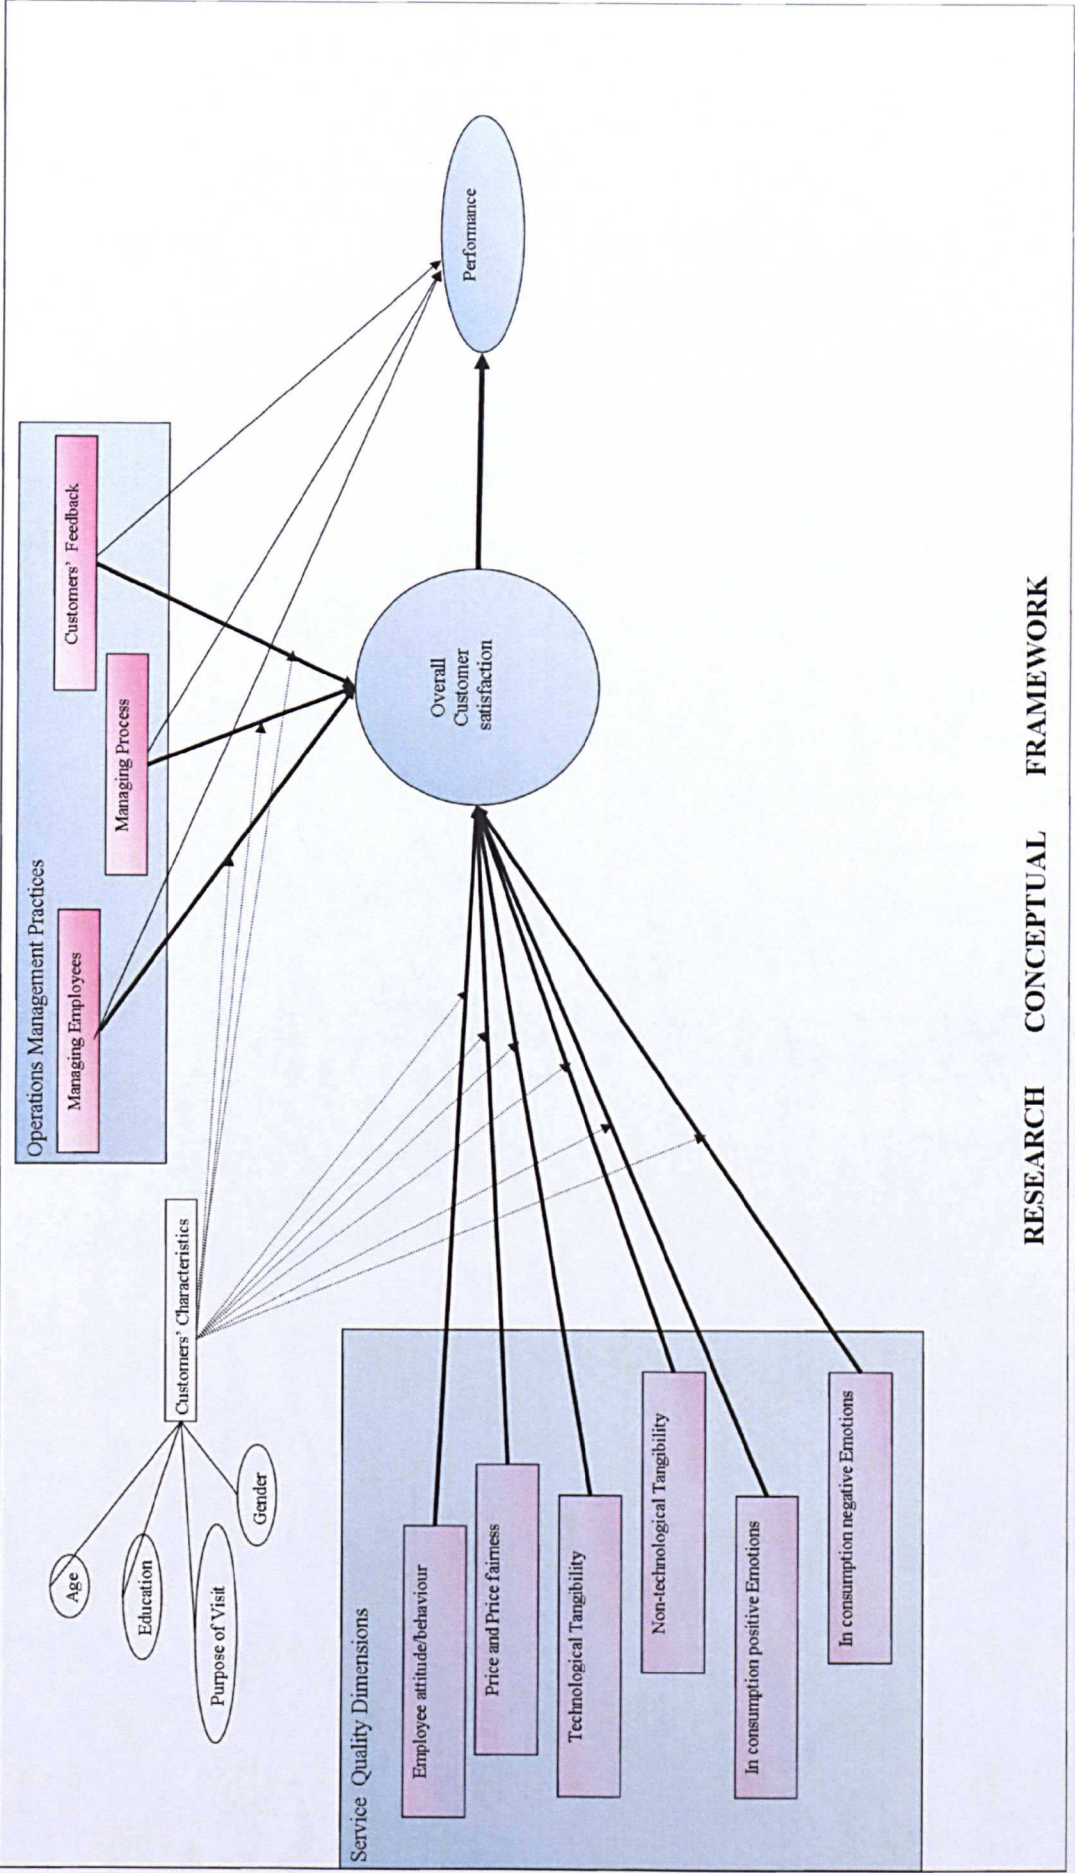 Operations Management Practices
Managing Employees
Managing Process
Customers' Feedback
Customers' Characteristics
Age
Education
Purpose of Visit
Gender
Service Quality Dimensions
Employee attitude/behaviour
Price and Price fairness
Technological Tangibility
Non-technological Tangibility
In consumption positive Emotions
In consumption negative Emotions
Overall
Customer
satisfaction
Performance
RESEARCH CONCEPTUAL FRAMEWORK